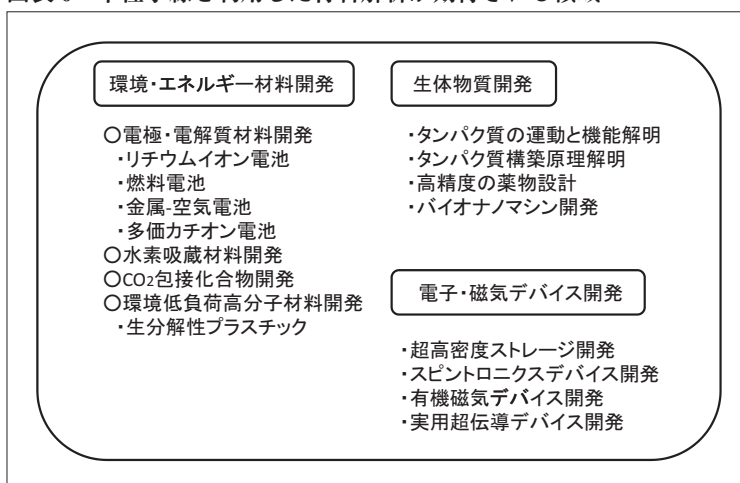 環境・エネルギー材料開発
○電極・電解質材料開発
・リチウムイオン電池
・燃料電池
・金属-空気電池
・多価カチオン電池
○水素吸蔵材料開発
○CO2包接化合物開発
○環境低負荷高分子材料開発
・生分解性プラスチック
生体物質開発
・タンパク質の運動と機能解明
・タンパク質構築原理解明
・高精度の薬物設計
・バイオナノマシン開発
電子・磁気デバイス開発
・超高密度ストレージ開発
・スピントロニクスデバイス開発
・有機磁気デバイス開発
・実用超伝導デバイス開発